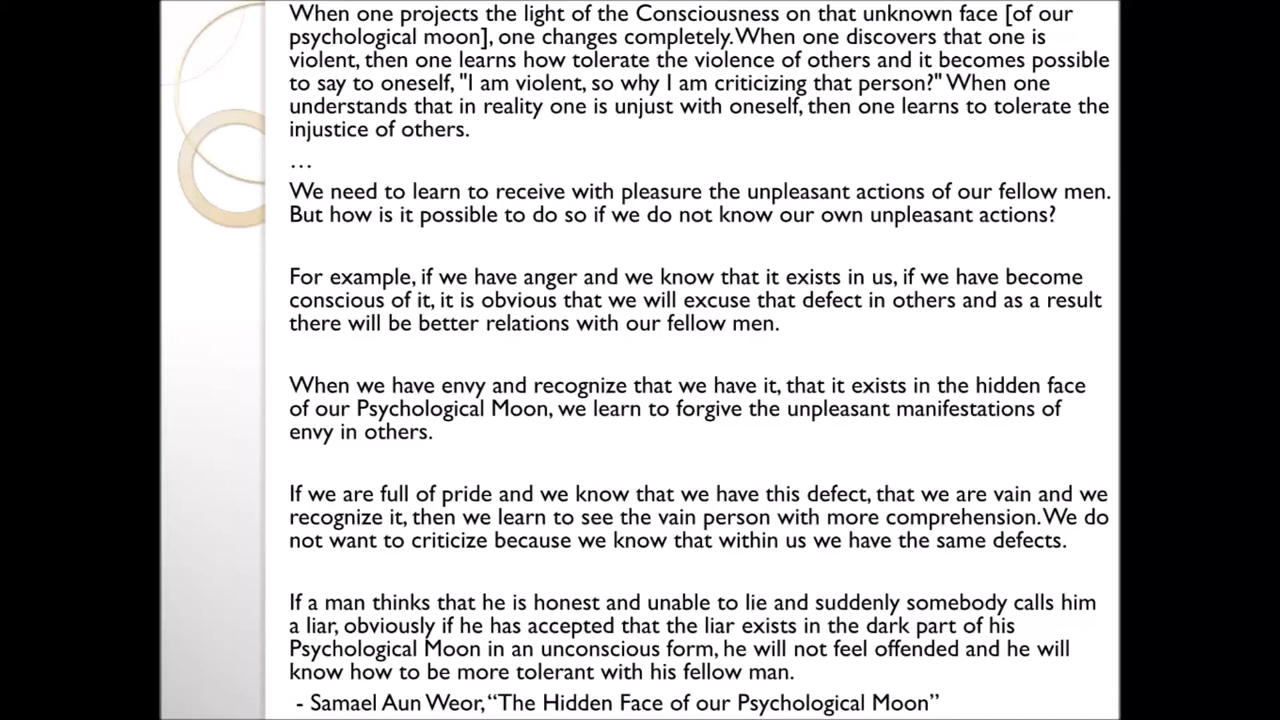 When one projects the light of the Consciousness on that unknown face [of our
psychological moon], one changes completely. When one discovers that one is
violent, then one learns how tolerate the violence of others and it becomes possible
to say to oneself, "I am violent, so why I am criticizing that person?" When one
understands that in reality one is unjust with oneself, then one learns to tolerate the
injustice of others.
…
We need to learn to receive with pleasure the unpleasant actions of our fellow men.
But how is it possible to do so if we do not know our own unpleasant actions?
For example, if we have anger and we know that it exists in us, if we have become
conscious of it, it is obvious that we will excuse that defect in others and as a result
there will be better relations with our fellow men.
When we have envy and recognize that we have it, that it exists in the hidden face
of our Psychological Moon, we learn to forgive the unpleasant manifestations of
envy in others.
If we are full of pride and we know that we have this defect, that we are vain and we
recognize it, then we learn to see the vain person with more comprehension. We do
not want to criticize because we know that within us we have the same defects.
If a man thinks that he is honest and unable to lie and suddenly somebody calls him
a liar, obviously if he has accepted that the liar exists in the dark part of his
Psychological Moon in an unconscious form, he will not feel offended and he will
know how to be more tolerant with his fellow man.
- Samael Aun Weor, “The Hidden Face of our Psychological Moon”